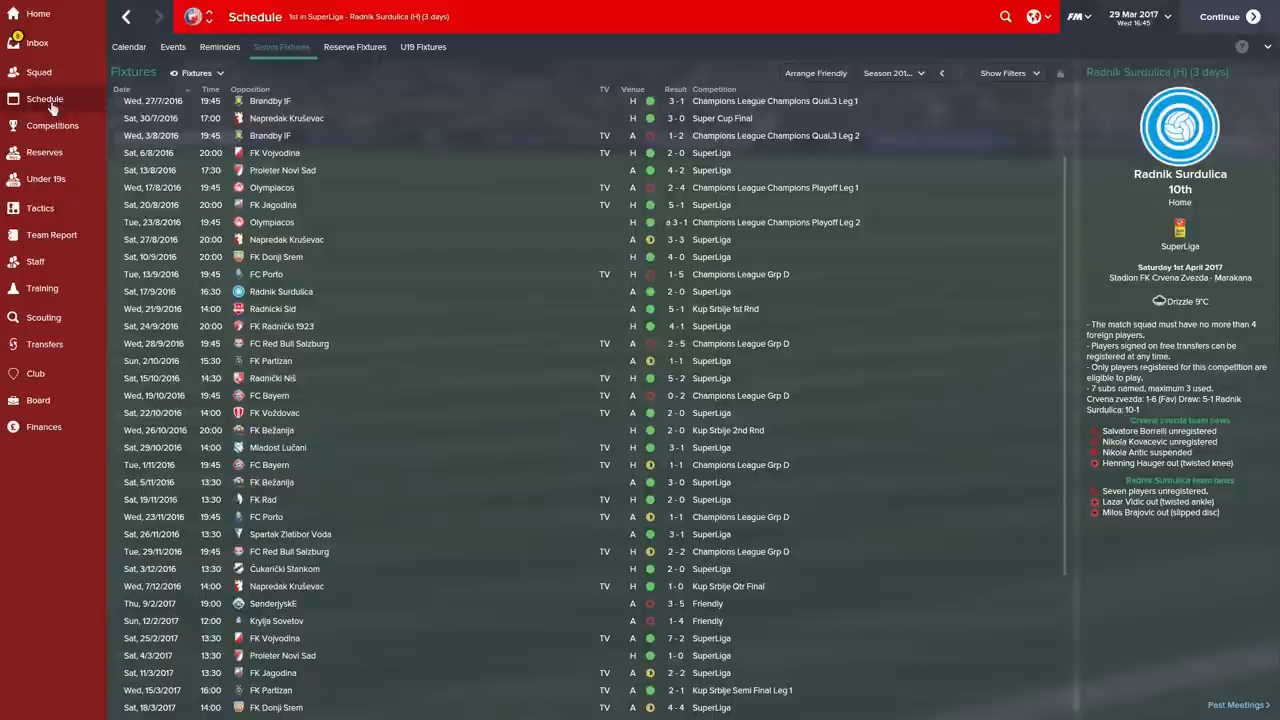 Home
8
Inbox
Squad
Schedule
Competitions
Reserves
Under 19s
Tactics
Team Report
Staff
Training
Scouting
Transfers
Club
Board
Finances
Schedule 1st in SuperLiga - Radnik Surdulica (H) (3 days)
FM 29 Mar 2017 Wed 16:45 Continue
Calendar Events Reminders Senior Fixtures Reserve Fixtures U19 Fixtures ?
Fixtures Fixtures Arrange Friendly Season 201... Show Filters
Date Time Opposition TV Venue Result Competition
Wed, 27/7/2016 19:45 Brøndby IF H 3 - 1 Champions League Champions Qual.3 Leg 1
Sat, 30/7/2016 17:00 Napredak Kruševac H 3 - 0 Super Cup Final
Wed, 3/8/2016 19:45 Brøndby IF TV A 1 - 2 Champions League Champions Qual.3 Leg 2
Sat, 6/8/2016 20:00 FK Vojvodina TV H 2 - 0 SuperLiga
Sat, 13/8/2016 17:30 Proleter Novi Sad A 4 - 2 SuperLiga
Wed, 17/8/2016 19:45 Olympiacos TV A 2 - 4 Champions League Champions Playoff Leg 1
Sat, 20/8/2016 20:00 FK Jagodina TV H 5 - 1 SuperLiga
Tue, 23/8/2016 19:45 Olympiacos H a 3 - 1 Champions League Champions Playoff Leg 2
Sat, 27/8/2016 20:00 Napredak Kruševac A 3 - 3 SuperLiga
Sat, 10/9/2016 20:00 FK Donji Srem H 4 - 0 SuperLiga
Tue, 13/9/2016 19:45 FC Porto TV H 1 - 5 Champions League Grp D
Sat, 17/9/2016 16:30 Radnik Surdulica A 2 - 0 SuperLiga
Wed, 21/9/2016 14:00 Radnicki Sid A 5 - 1 Kup Srbije 1st Rnd
Sat, 24/9/2016 20:00 FK Radnički 1923 H 4 - 1 SuperLiga
Wed, 28/9/2016 19:45 FC Red Bull Salzburg TV A 2 - 5 Champions League Grp D
Sun, 2/10/2016 15:30 FK Partizan A 1 - 1 SuperLiga
Sat, 15/10/2016 14:30 Radnički Niš TV H 5 - 2 SuperLiga
Wed, 19/10/2016 19:45 FC Bayern TV A 0 - 2 Champions League Grp D
Sat, 22/10/2016 14:00 FK Voždovac TV A 2 - 0 SuperLiga
Wed, 26/10/2016 20:00 FK Bežanija H 2 - 0 Kup Srbije 2nd Rnd
Sat, 29/10/2016 14:00 Mladost Lučani TV H 3 - 1 SuperLiga
Tue, 1/11/2016 19:45 FC Bayern TV H 1 - 1 Champions League Grp D
Sat, 5/11/2016 13:30 FK Bežanija A 3 - 0 SuperLiga
Sat, 19/11/2016 13:30 FK Rad TV H 2 - 0 SuperLiga
Wed, 23/11/2016 19:45 FC Porto TV A 1 - 1 Champions League Grp D
Sat, 26/11/2016 13:30 Spartak Zlatibor Voda A 3 - 1 SuperLiga
Tue, 29/11/2016 19:45 FC Red Bull Salzburg TV H 2 - 2 Champions League Grp D
Sat, 3/12/2016 13:30 Čukarički Stankom H 2 - 0 SuperLiga
Wed, 7/12/2016 14:00 Napredak Kruševac TV H 1 - 0 Kup Srbije Qtr Final
Thu, 9/2/2017 19:00 SønderjyskE A 3 - 5 Friendly
Sun, 12/2/2017 12:00 Krylja Sovetov A 1 - 4 Friendly
Sat, 25/2/2017 13:30 FK Vojvodina TV A 7 - 2 SuperLiga
Sat, 4/3/2017 13:30 Proleter Novi Sad H 1 - 0 SuperLiga
Sat, 11/3/2017 13:30 FK Jagodina TV A 2 - 2 SuperLiga
Wed, 15/3/2017 16:00 FK Partizan TV A 2 - 1 Kup Srbije Semi Final Leg 1
Sat, 18/3/2017 14:00 FK Donji Srem TV A 4 - 4 SuperLiga
Radnik Surdulica (H) (3 days)
Radnik Surdulica
10th
Home
SuperLiga
Saturday 1st April 2017
Stadion FK Crvena Zvezda - Marakana
Drizzle 9°C
- The match squad must have no more than 4
foreign players.
- Players signed on free transfers can be
registered at any time.
- Only players registered for this competition are
eligible to play.
- 7 subs named, maximum 3 used.
Crvena zvezda: 1-6 (Fav) Draw: 5-1 Radnik
Surdulica: 10-1
Crvena zvezda team news
Salvatore Borrelli unregistered
Nikola Kovacevic unregistered
Nikola Antic suspended
Henning Hauger out (twisted knee)
Radnik Surdulica team news
Seven players unregistered.
Lazar Vidic out (twisted ankle)
Milos Brajovic out (slipped disc)
Past Meetings >